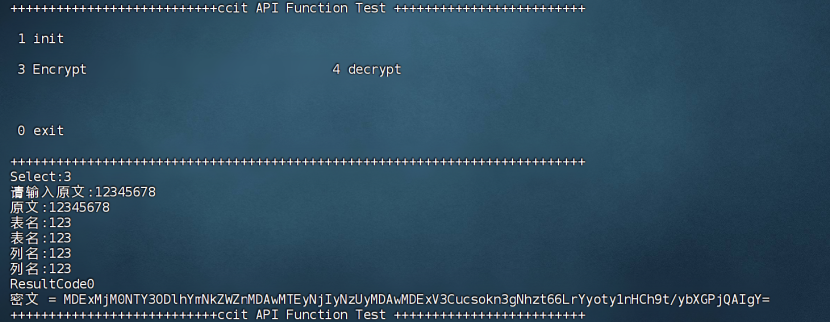 +++++++++++++++++++++++++++ccit API Function Test +++++++++++++++++++++++++
1 init
3 Encrypt 4 decrypt
0 exit
+++++++++++++++++++++++++++++++++++++++++++++++++++++++++++++++++++++++++++
Select:3
请输入原文:12345678
原文:12345678
表名:123
表名:123
列名:123
列名:123
ResultCode0
密文 = MDExMjM0NTY3ODlhYmNkZWZnMDAwMTEyNjIyNzUyMDAwMDExV3Cucsokn3gNhzt66LrYyoty1nHCh9t/ybXGPjQAIgY=
+++++++++++++++++++++++++++ccit API Function Test +++++++++++++++++++++++++